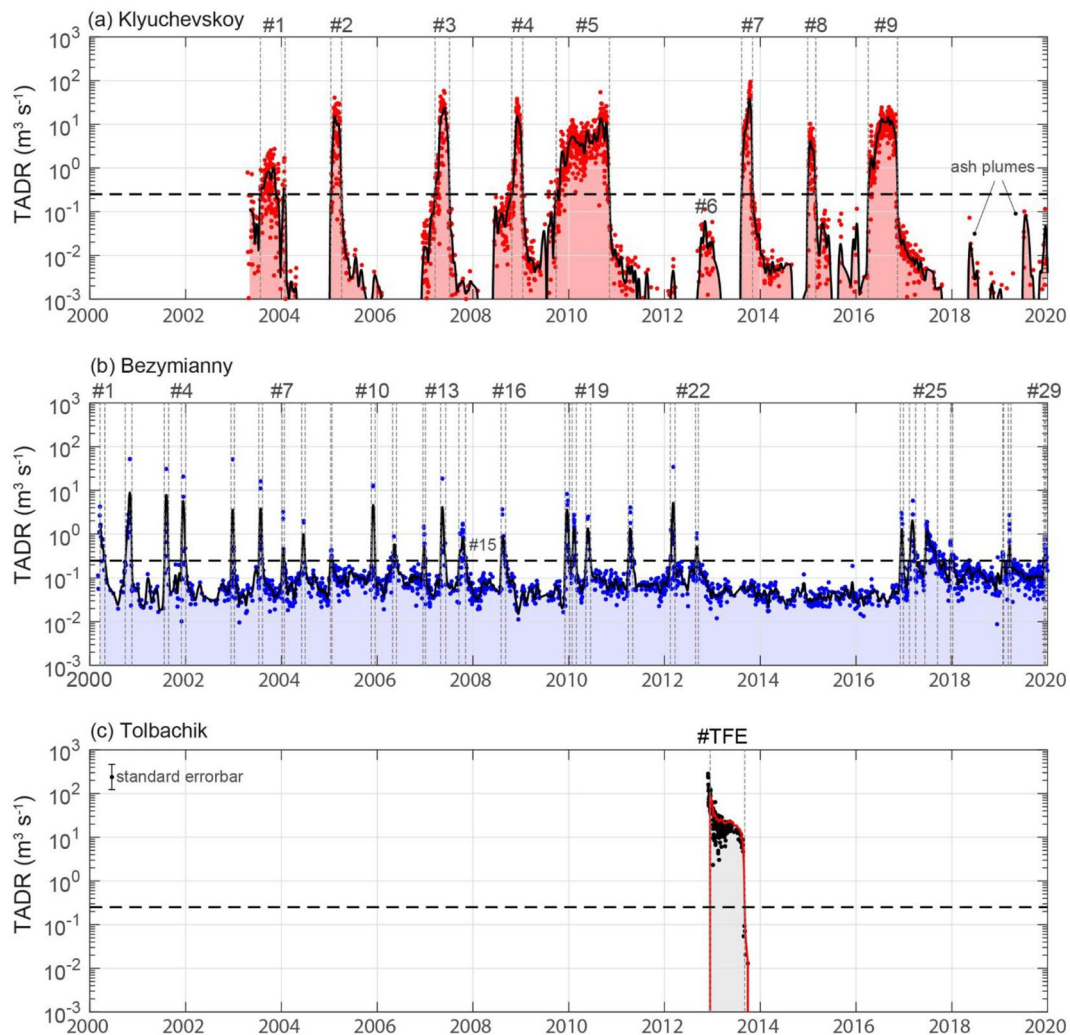 (a) Klyuchevskoy
#1 #2 #3 #4 #5 #7 #8 #9
TADR (m³ s⁻¹)
10³
10²
10¹
10⁰
10⁻¹
10⁻²
10⁻³
#6
ash plumes
2000 2002 2004 2006 2008 2010 2012 2014 2016 2018 2020
(b) Bezymianny
#1 #4 #7 #10 #13 #16 #19 #22 #25 #29
TADR (m³ s⁻¹)
10³
10²
10¹
10⁰
10⁻¹
10⁻²
10⁻³
#15
2000 2002 2004 2006 2008 2010 2012 2014 2016 2018 2020
(c) Tolbachik
#TFE
TADR (m³ s⁻¹)
10³
10²
10¹
10⁰
10⁻¹
10⁻²
10⁻³
standard errorbar
2000 2002 2004 2006 2008 2010 2012 2014 2016 2018 2020